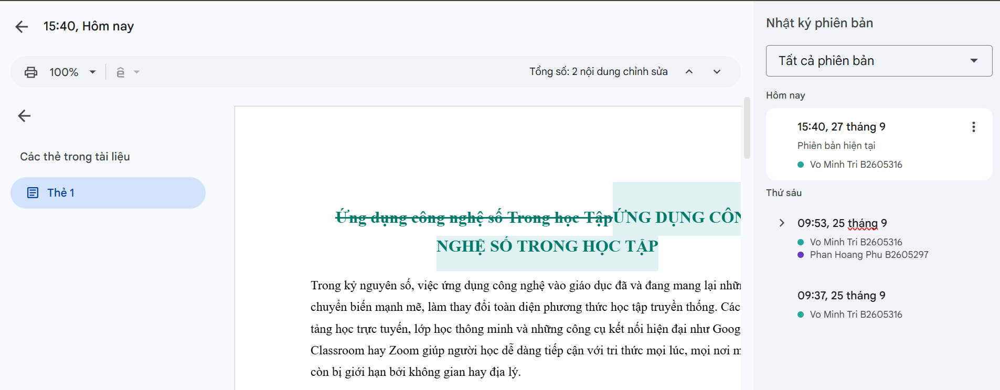 15:40, Hôm nay
100%
ê
Tổng số: 2 nội dung chỉnh sửa
Các thẻ trong tài liệu
Thẻ 1
Ứng dụng công nghệ số Trong học TậpỨNG DỤNG CÔN
NGHỆ SỐ TRONG HỌC TẬP
Trong kỷ nguyên số, việc ứng dụng công nghệ vào giáo dục đã và đang mang lại nhữn
chuyển biến mạnh mẽ, làm thay đổi toàn diện phương thức học tập truyền thống. Các
tảng học trực tuyến, lớp học thông minh và những công cụ kết nối hiện đại như Goog
Classroom hay Zoom giúp người học dễ dàng tiếp cận với tri thức mọi lúc, mọi nơi m
còn bị giới hạn bởi không gian hay địa lý.
Nhật ký phiên bản
Tất cả phiên bản
Hôm nay
15:40, 27 tháng 9
Phiên bản hiện tại
Vo Minh Tri B2605316
Thứ sáu
09:53, 25 tháng 9
Vo Minh Tri B2605316
Phan Hoang Phu B2605297
09:37, 25 tháng 9
Vo Minh Tri B2605316